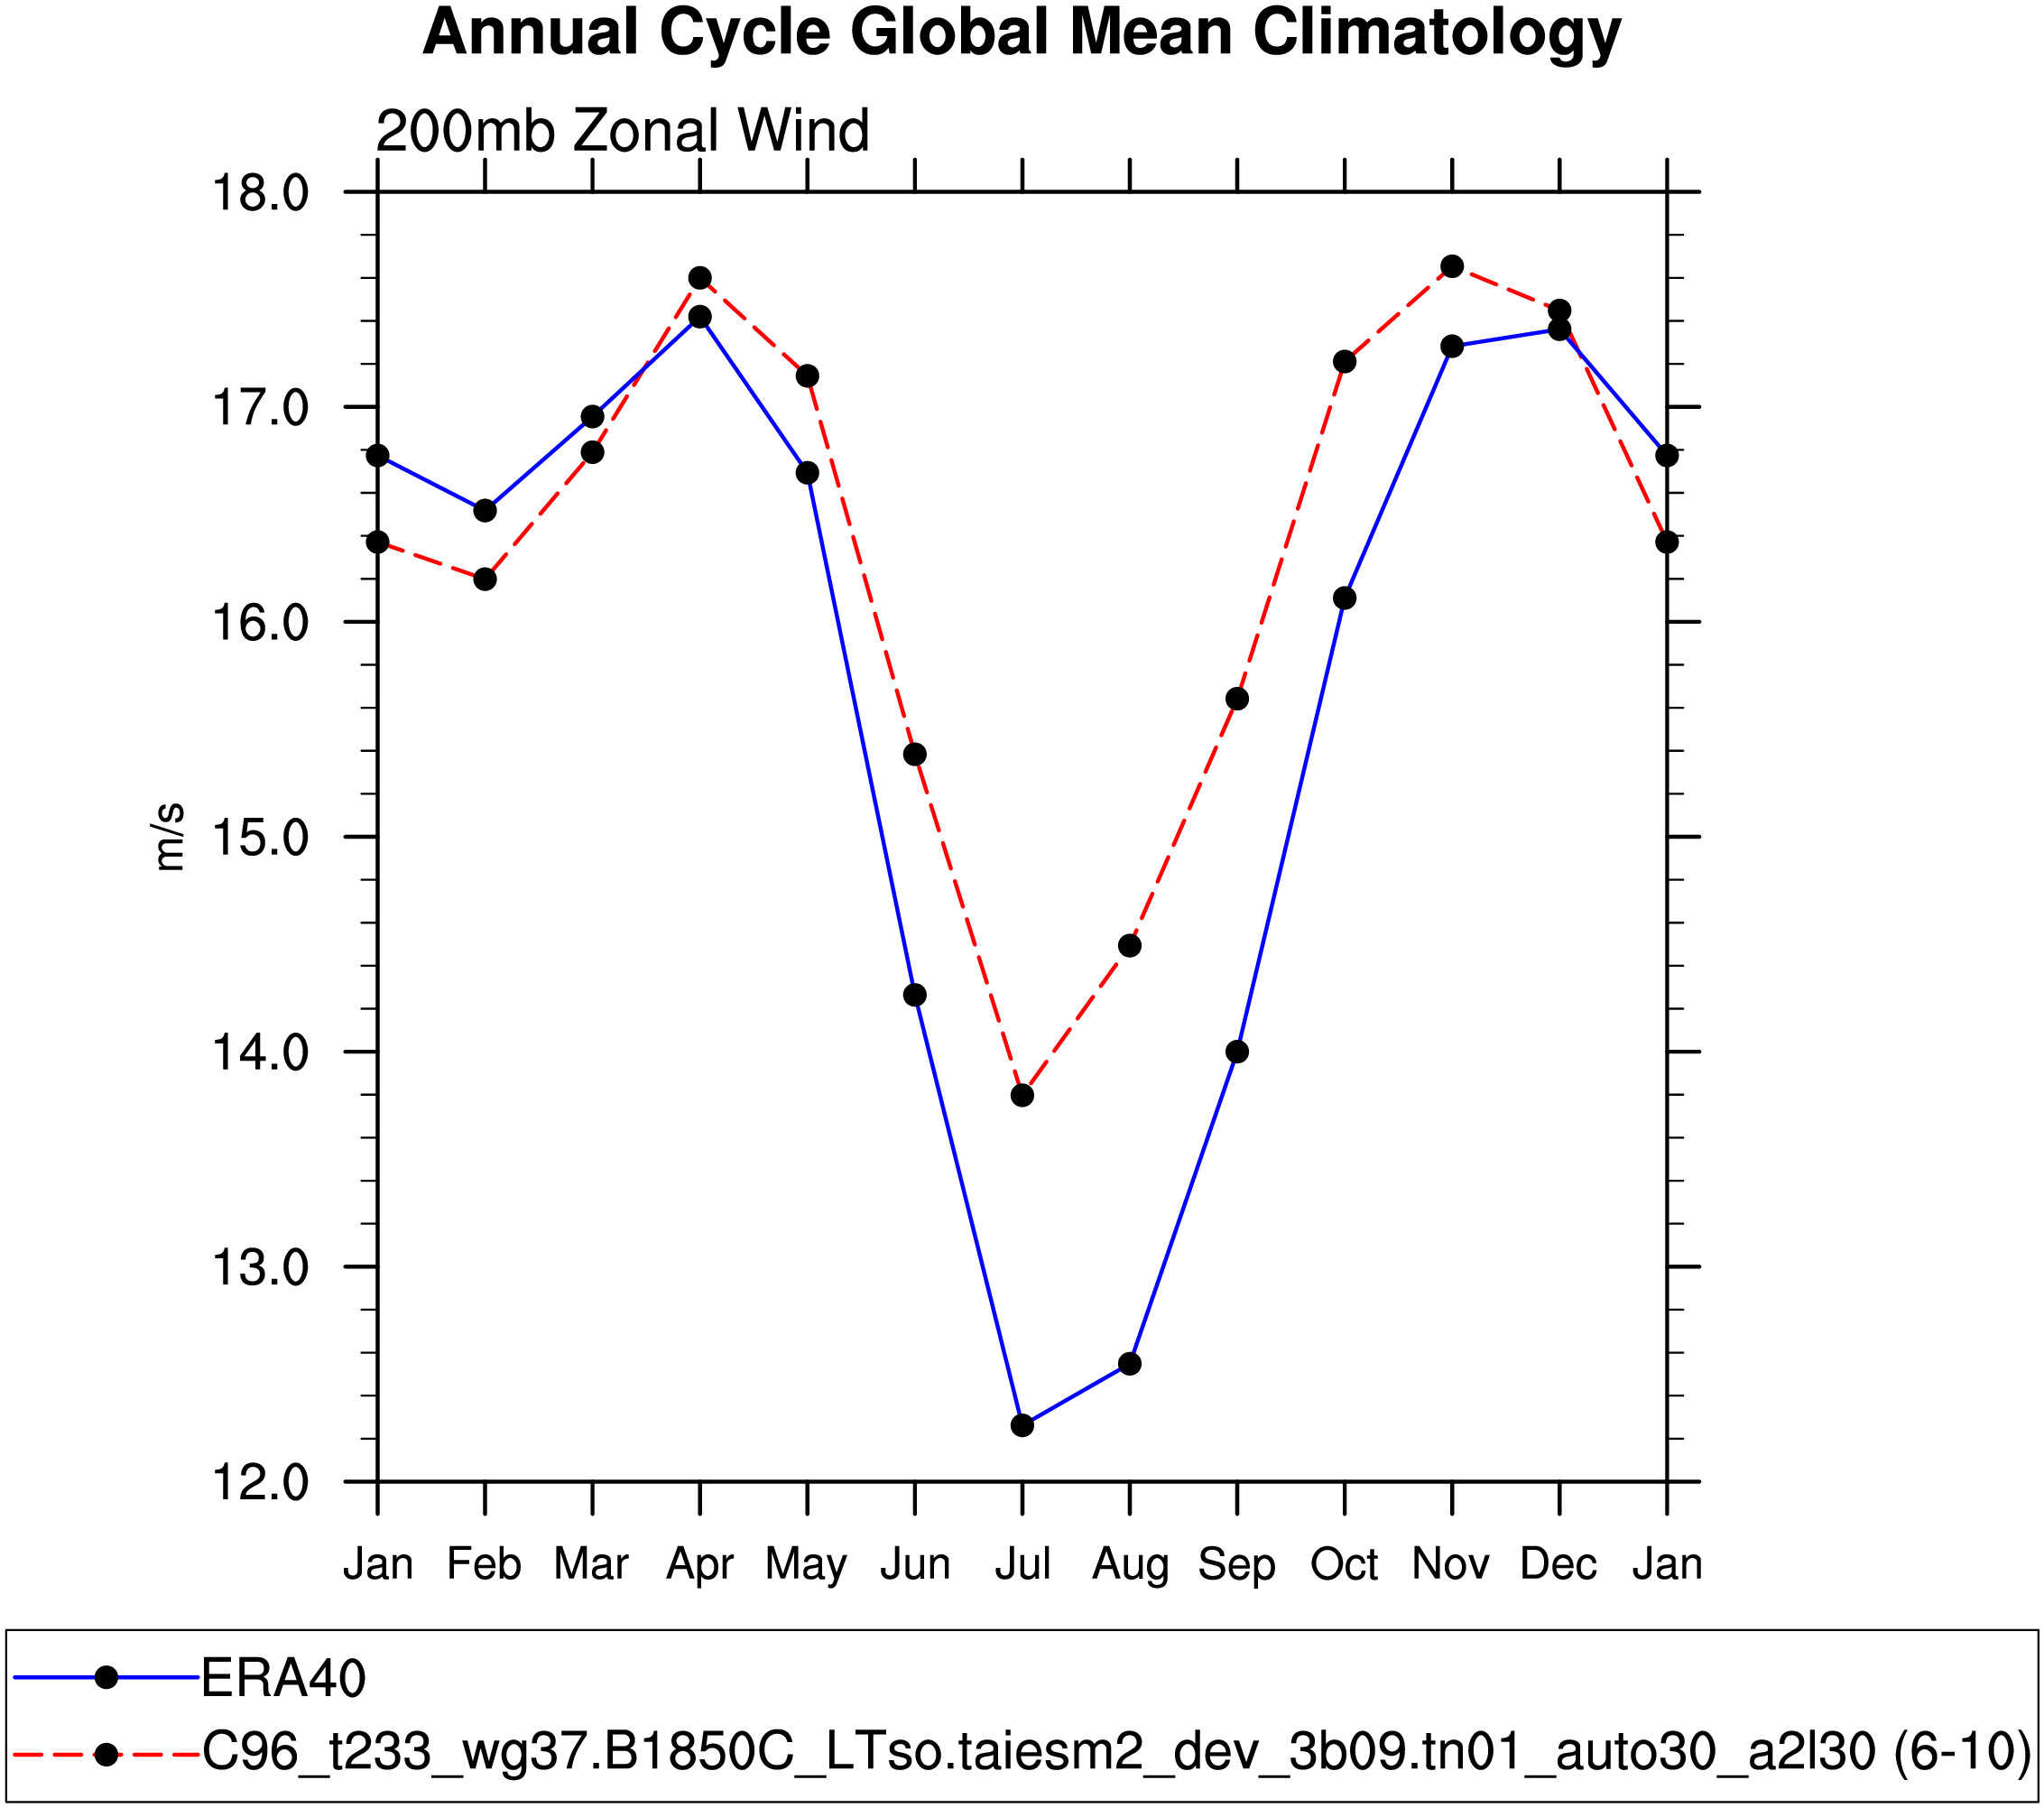 Annual Cycle Global Mean Climatology
200mb Zonal Wind
18.0
17.0
16.0
15.0
14.0
13.0
12.0
m/s
Jan Feb Mar Apr May Jun Jul Aug Sep Oct Nov Dec Jan
ERA40
C96_t233_wg37.B1850C_LTso.taiesm2_dev_3b09.tn01_auto30_a2l30 (6-10)